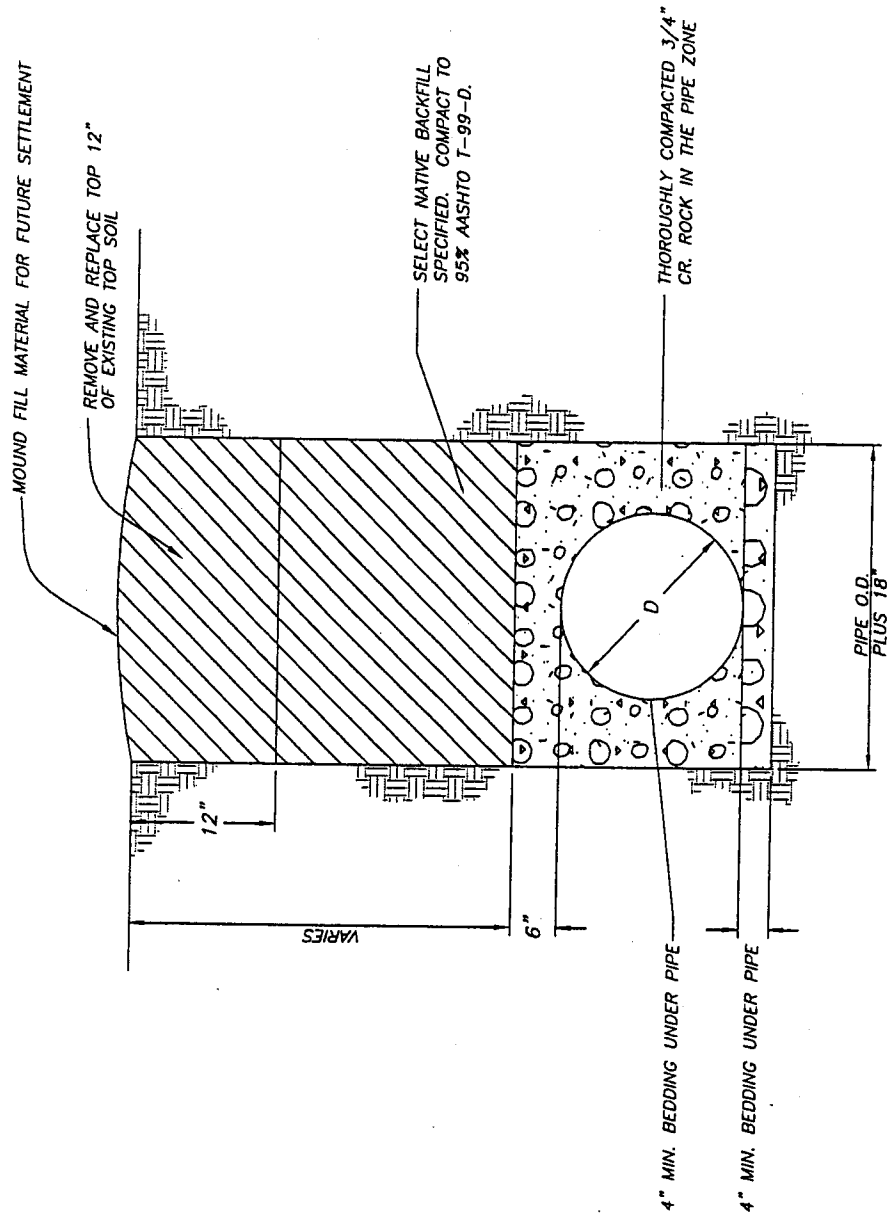 MOUND FILL MATERIAL FOR FUTURE SETTLEMENT
REMOVE AND REPLACE TOP 12"
OF EXISTING TOP SOIL
SELECT NATIVE BACKFILL
SPECIFIED. COMPACT TO
95% AASHTO T-99-D.
THOROUGHLY COMPACTED 3/4"
CR. ROCK IN THE PIPE ZONE
12"
VARIES
6"
D
4" MIN. BEDDING UNDER PIPE
4" MIN. BEDDING UNDER PIPE
PIPE O.D.
PLUS 18"